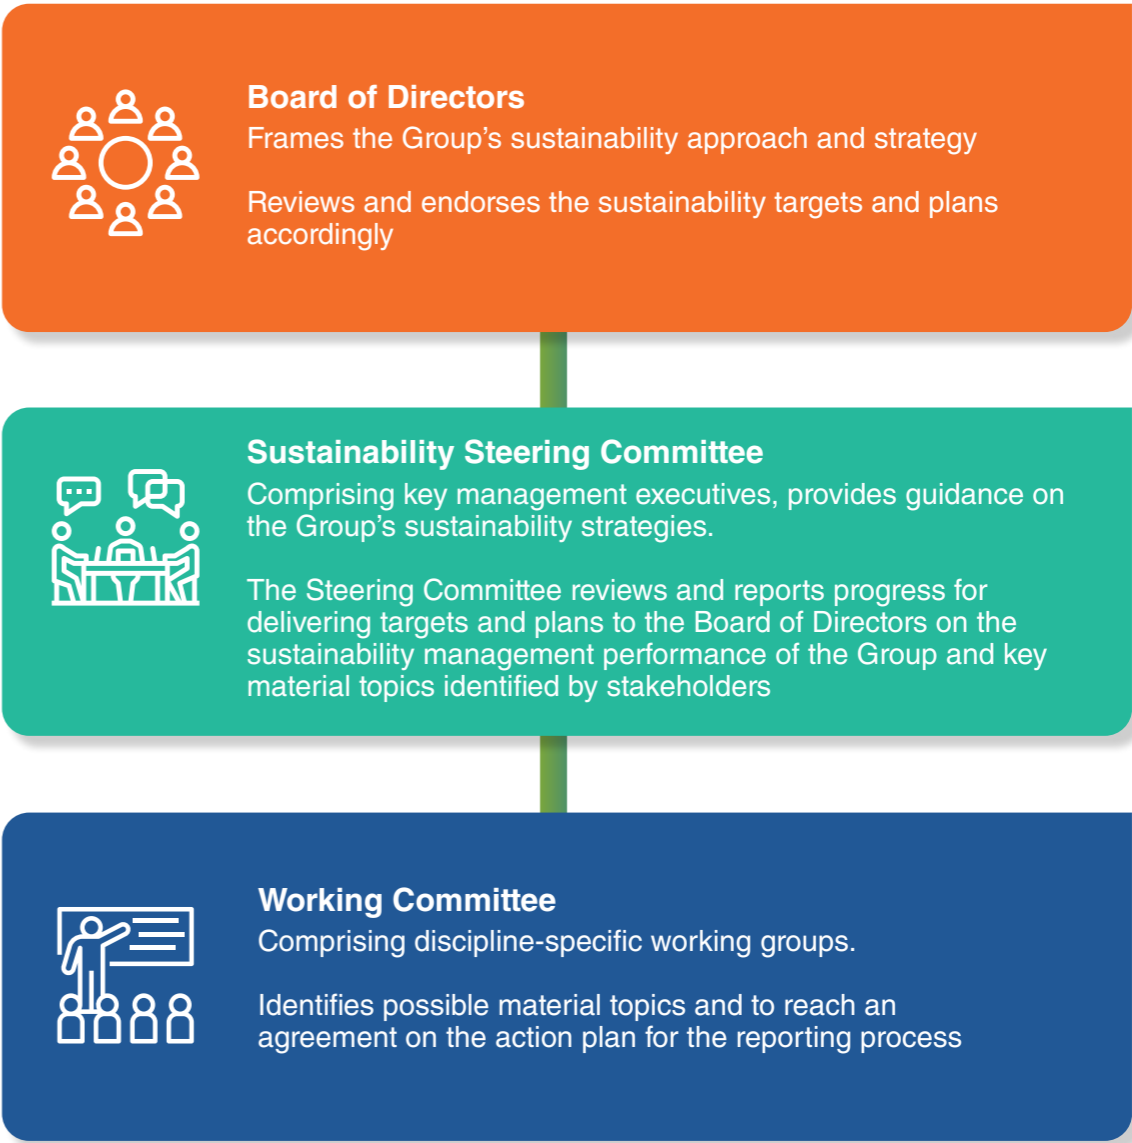 Board of Directors
Frames the Group’s sustainability approach and strategy
Reviews and endorses the sustainability targets and plans
accordingly
Sustainability Steering Committee
Comprising key management executives, provides guidance on
the Group’s sustainability strategies.
The Steering Committee reviews and reports progress for
delivering targets and plans to the Board of Directors on the
sustainability management performance of the Group and key
material topics identified by stakeholders
Working Committee
Comprising discipline-specific working groups.
Identifies possible material topics and to reach an
agreement on the action plan for the reporting process